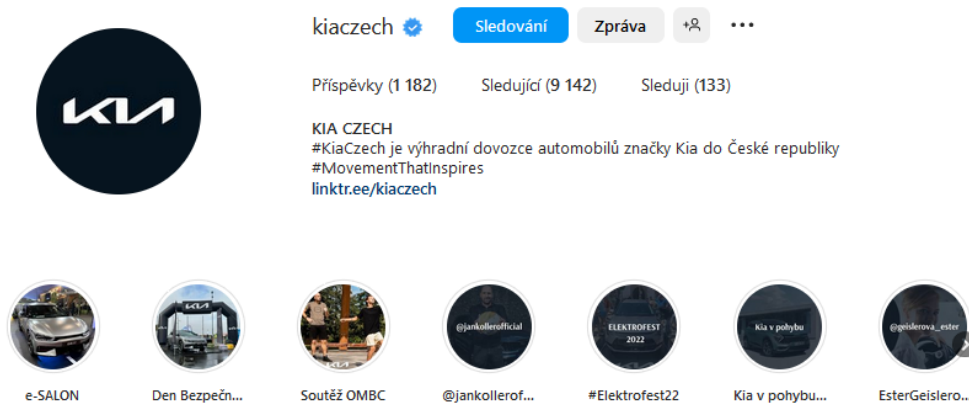 kiaczech
Sledování
Zpráva
Příspěvky (1 182)
Sledující (9 142)
Sleduji (133)
KIA CZECH
#KiaCzech je výhradní dovozce automobilů značky Kia do České republiky
#MovementThatInspires
linktr.ee/kiaczech
KIA
KIA
@jankollerofficial
ELEKTROFEST
2022
Kia v pohybu
@geislerova_ester
e-SALON
Den Bezpečn...
Soutěž OMBC
@jankollerof...
#Elektrofest22
Kia v pohybu...
EsterGeislero...